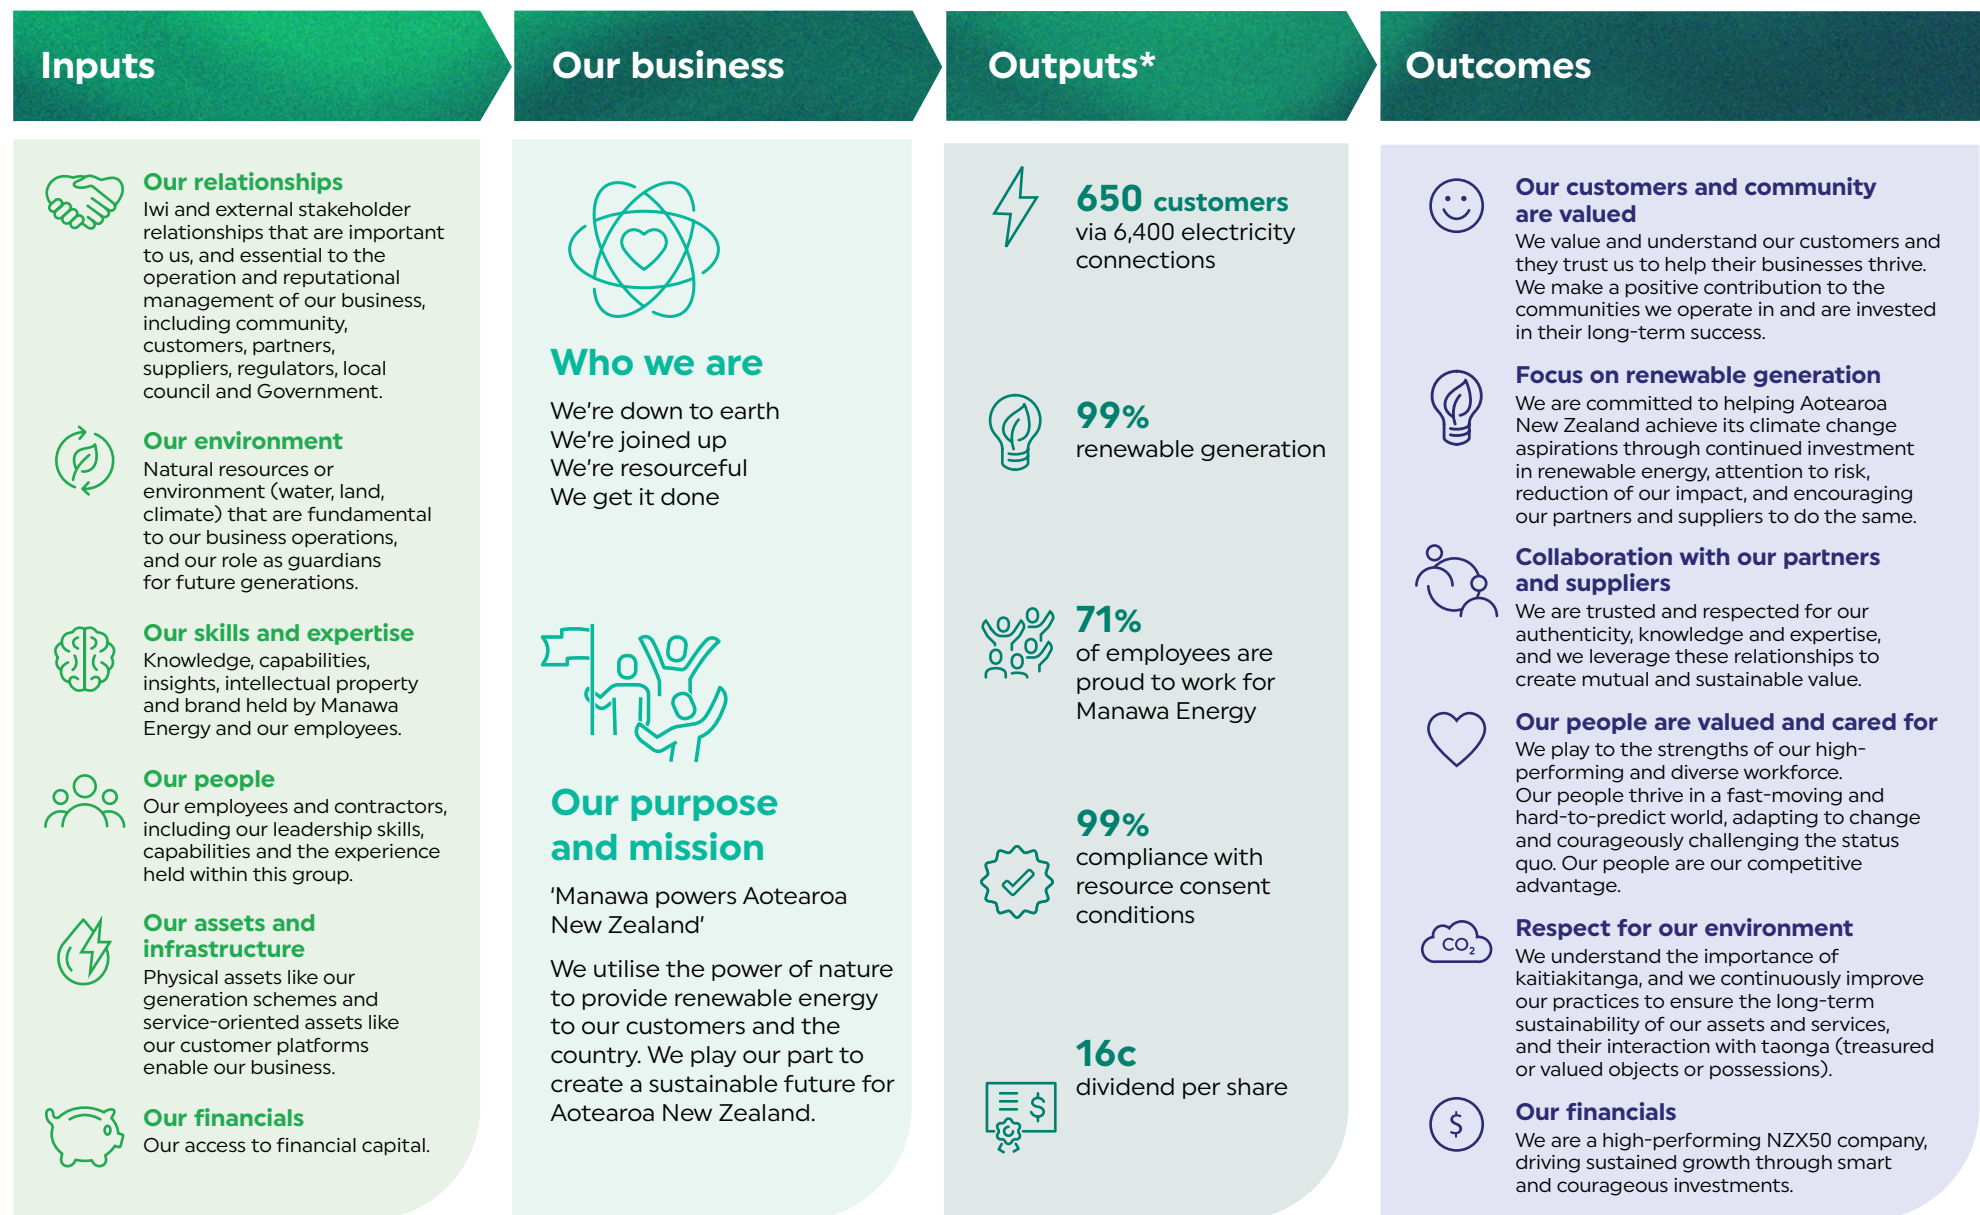 Inputs
Our business
Outputs*
Outcomes
Our relationships
Iwi and external stakeholder
relationships that are important
to us, and essential to the
operation and reputational
management of our business,
including community,
customers, partners,
suppliers, regulators, local
council and Government.
Our environment
Natural resources or
environment (water, land,
climate) that are fundamental
to our business operations,
and our role as guardians
for future generations.
Our skills and expertise
Knowledge, capabilities,
insights, intellectual property
and brand held by Manawa
Energy and our employees.
Our people
Our employees and contractors,
including our leadership skills,
capabilities and the experience
held within this group.
Our assets and
infrastructure
Physical assets like our
generation schemes and
service-oriented assets like
our customer platforms
enable our business.
Our financials
Our access to financial capital.
Who we are
We're down to earth
We're joined up
We're resourceful
We get it done
Our purpose
and mission
'Manawa powers Aotearoa
New Zealand'
We utilise the power of nature
to provide renewable energy
to our customers and the
country. We play our part to
create a sustainable future for
Aotearoa New Zealand.
650 customers
via 6,400 electricity
connections
99%
renewable generation
71%
of employees are
proud to work for
Manawa Energy
99%
compliance with
resource consent
conditions
$
16c
dividend per share
Our customers and community
are valued
We value and understand our customers and
they trust us to help their businesses thrive.
We make a positive contribution to the
communities we operate in and are invested
in their long-term success.
Focus on renewable generation
We are committed to helping Aotearoa
New Zealand achieve its climate change
aspirations through continued investment
in renewable energy, attention to risk,
reduction of our impact, and encouraging
our partners and suppliers to do the same.
Collaboration with our partners
and suppliers
We are trusted and respected for our
authenticity, knowledge and expertise,
and we leverage these relationships to
create mutual and sustainable value.
Our people are valued and cared for
We play to the strengths of our high-
performing and diverse workforce.
Our people thrive in a fast-moving and
hard-to-predict world, adapting to change
and courageously challenging the status
quo. Our people are our competitive
advantage.
CO₂
Respect for our environment
We understand the importance of
kaitiakitanga, and we continuously improve
our practices to ensure the long-term
sustainability of our assets and services,
and their interaction with taonga (treasured
or valued objects or possessions).
$
Our financials
We are a high-performing NZX50 company,
driving sustained growth through smart
and courageous investments.